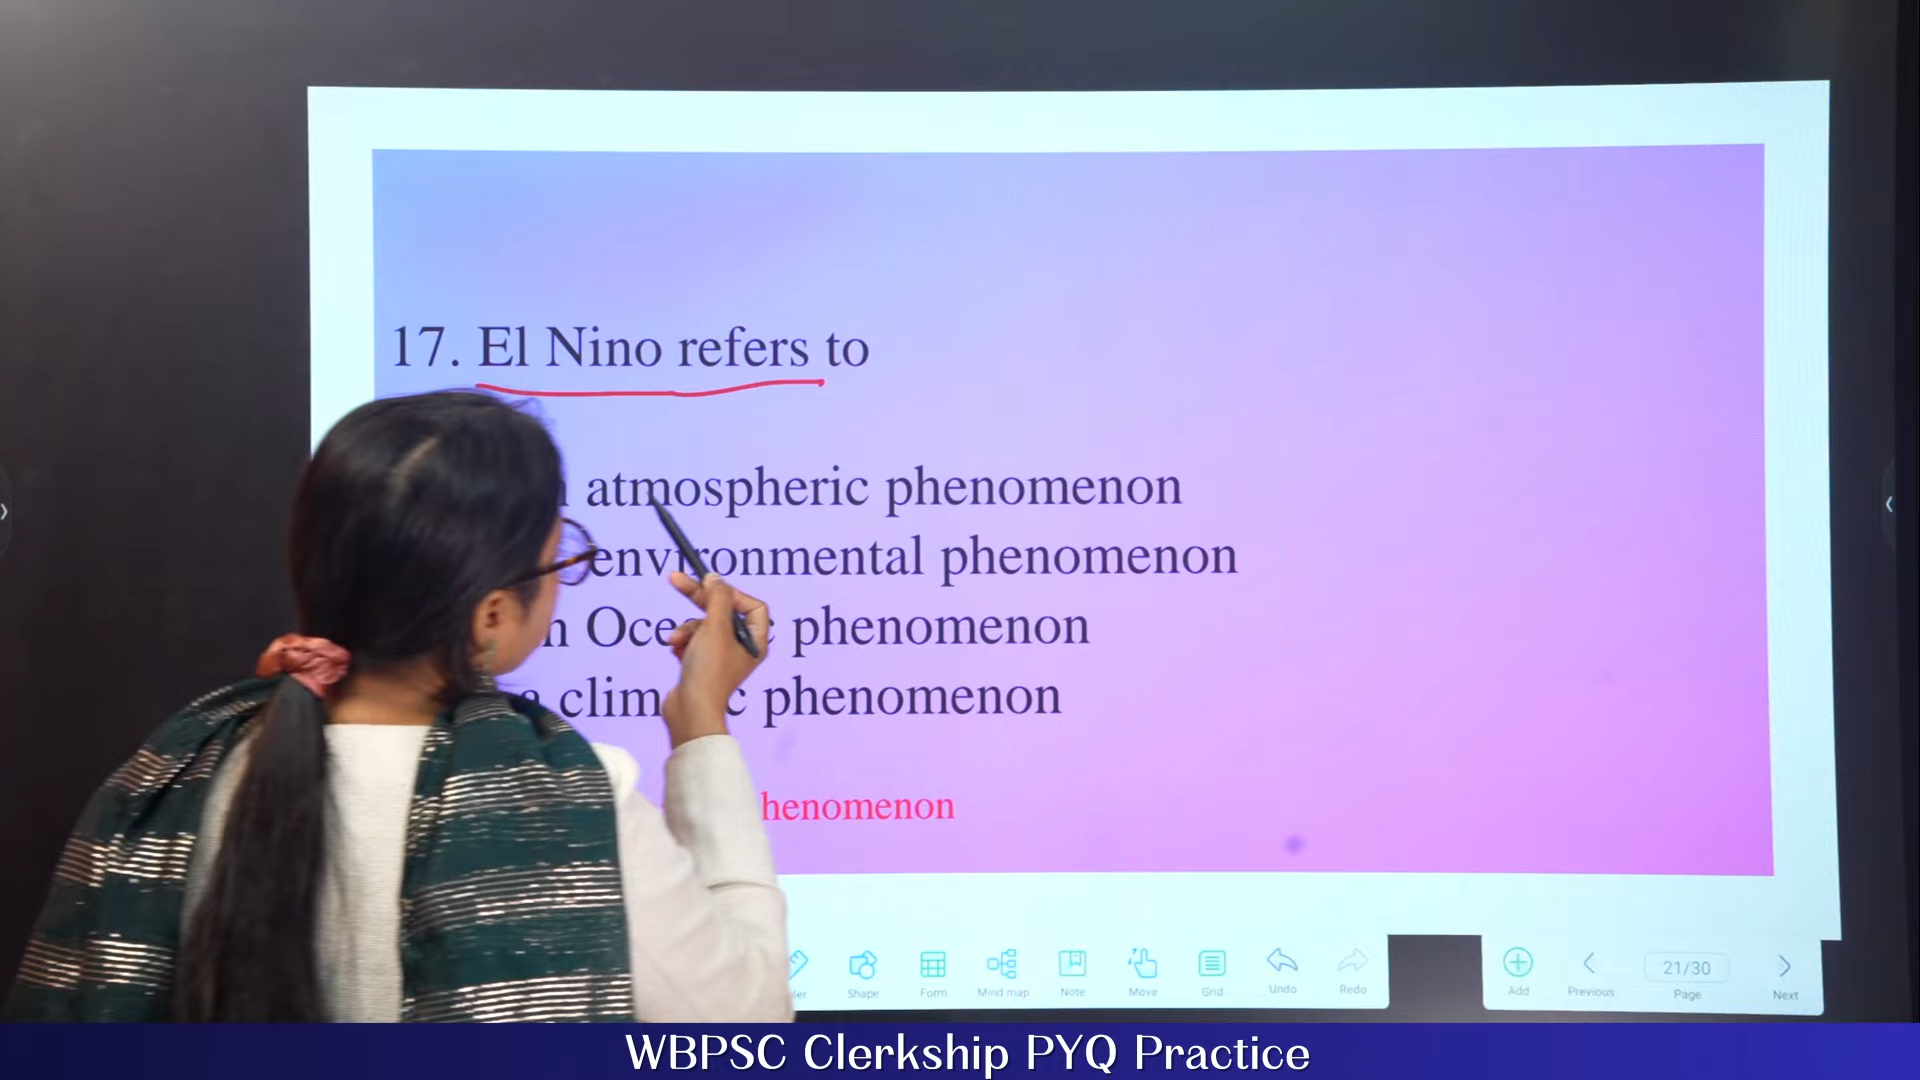 17. El Nino refers to
atmospheric phenomenon
environmental phenomenon
phenomenon
phenomenon
henomenon
Shape
Form
Mind map
Note
Move
Grid
Undo
Redo
Add
Previous
21/30
Page
Next
WBPSC Clerkship PYQ Practice